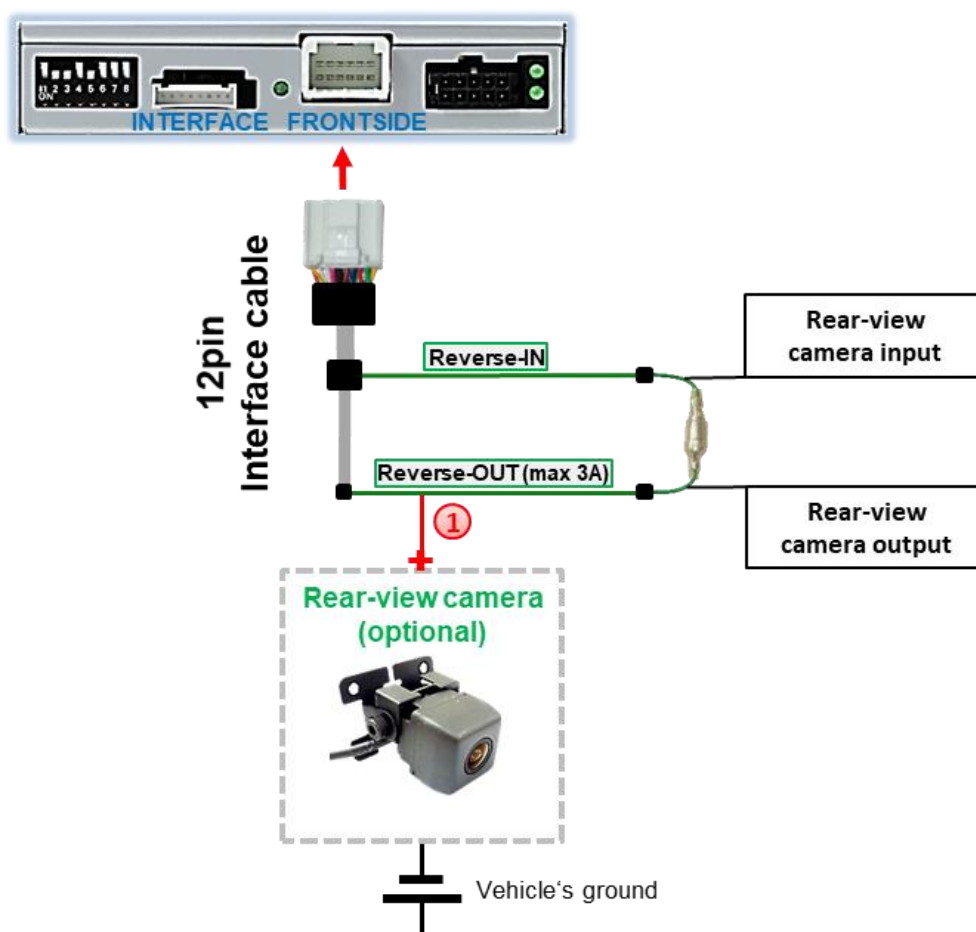 1 2 3 4 5 6 7 8
ON
INTERFACE FRONTSIDE
12pin
Interface cable
Reverse-IN
Rear-view
camera input
Reverse-OUT (max 3A)
1
Rear-view
camera output
Rear-view camera
(optional)
Vehicle‘s ground